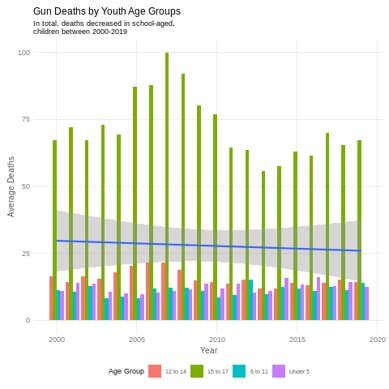 Gun Deaths by Youth Age Groups
In total, deaths decreased in school-aged,
children between 2000-2019
100
75
50
25
0
Average Deaths
2000
2005
2010
2015
2020
Year
Age Group
12 to 14
15 to 17
6 to 11
Under 5